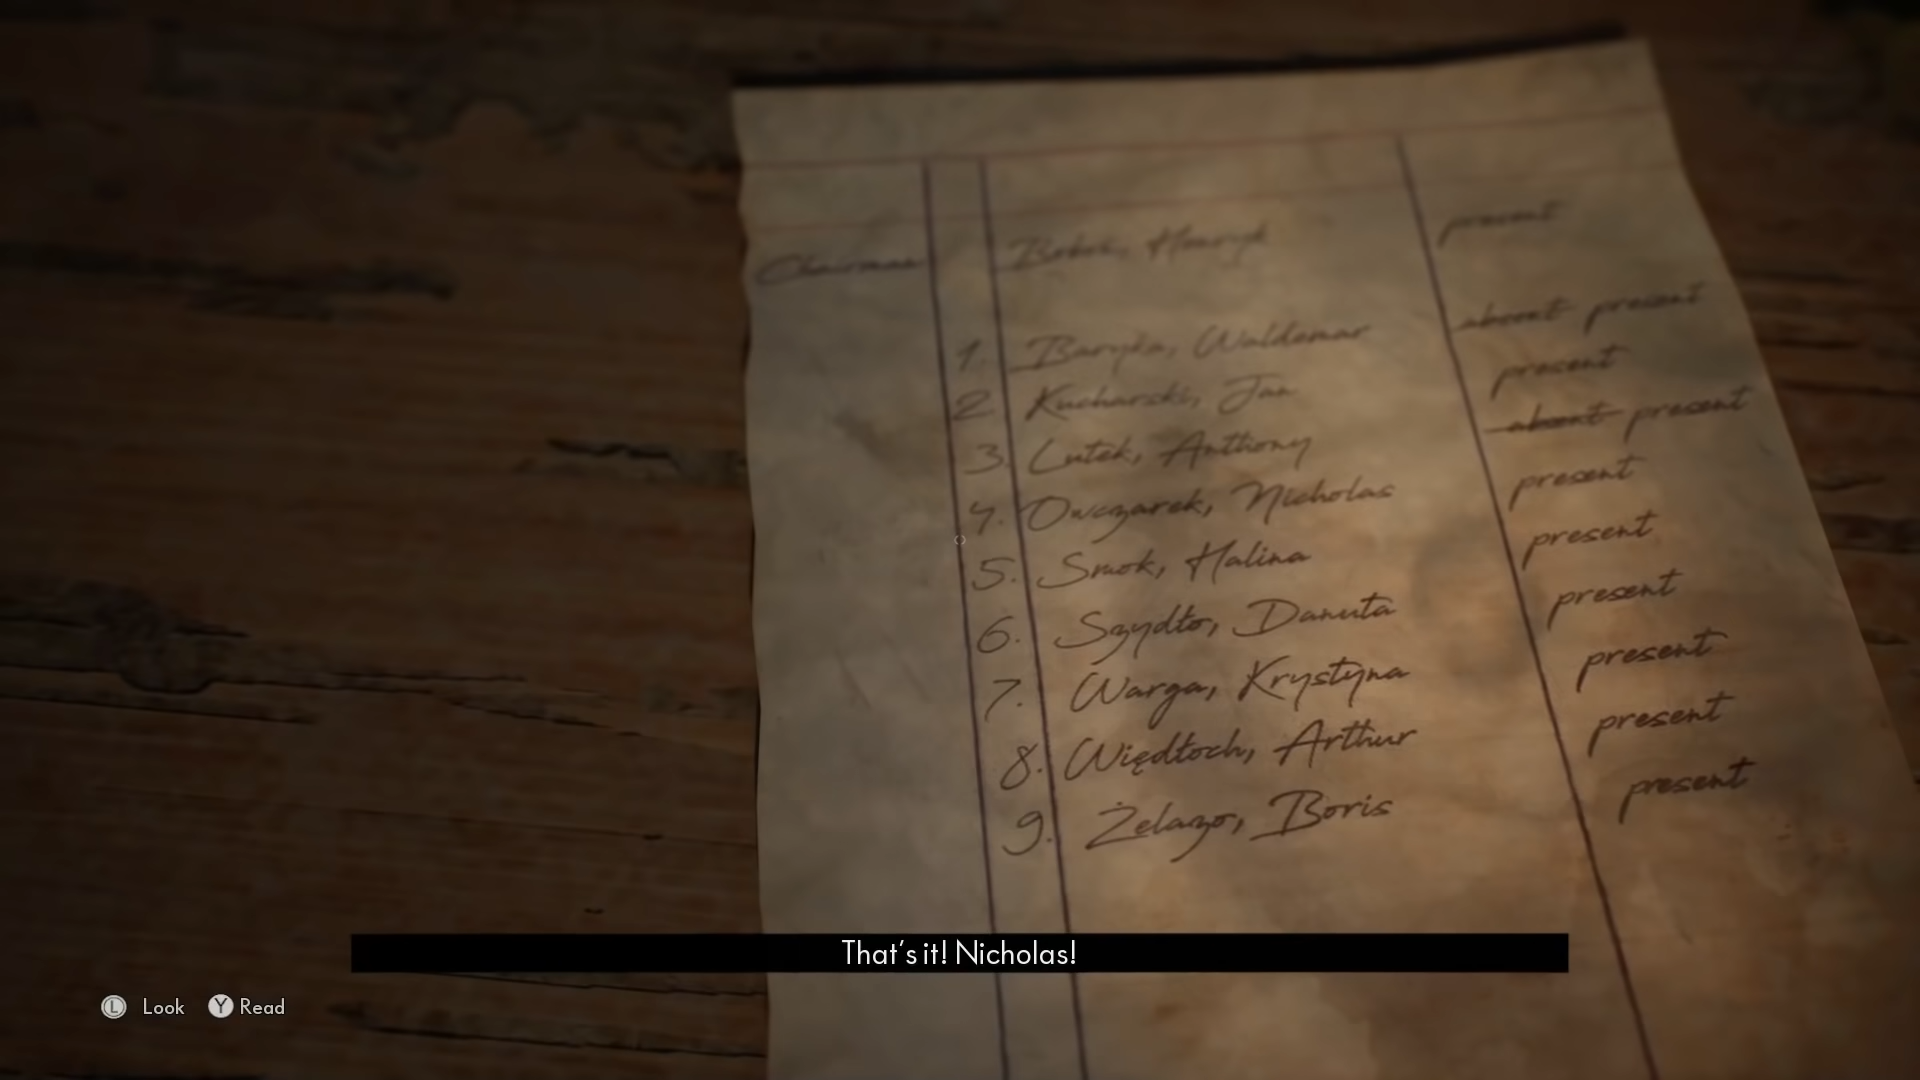 Chairman Henryk present
1. Baryła, Waldemar absent present
2. Kucharski, Jan present
3. Lutek, Anthony absent present
4. Owczarek, Nicholas present
5. Smok, Halina present
6. Szydło, Danuta present
7. Warga, Krystyna present
8. Więdłoch, Arthur present
9. Żelazo, Boris present
That's it! Nicholas!
L Look Y Read